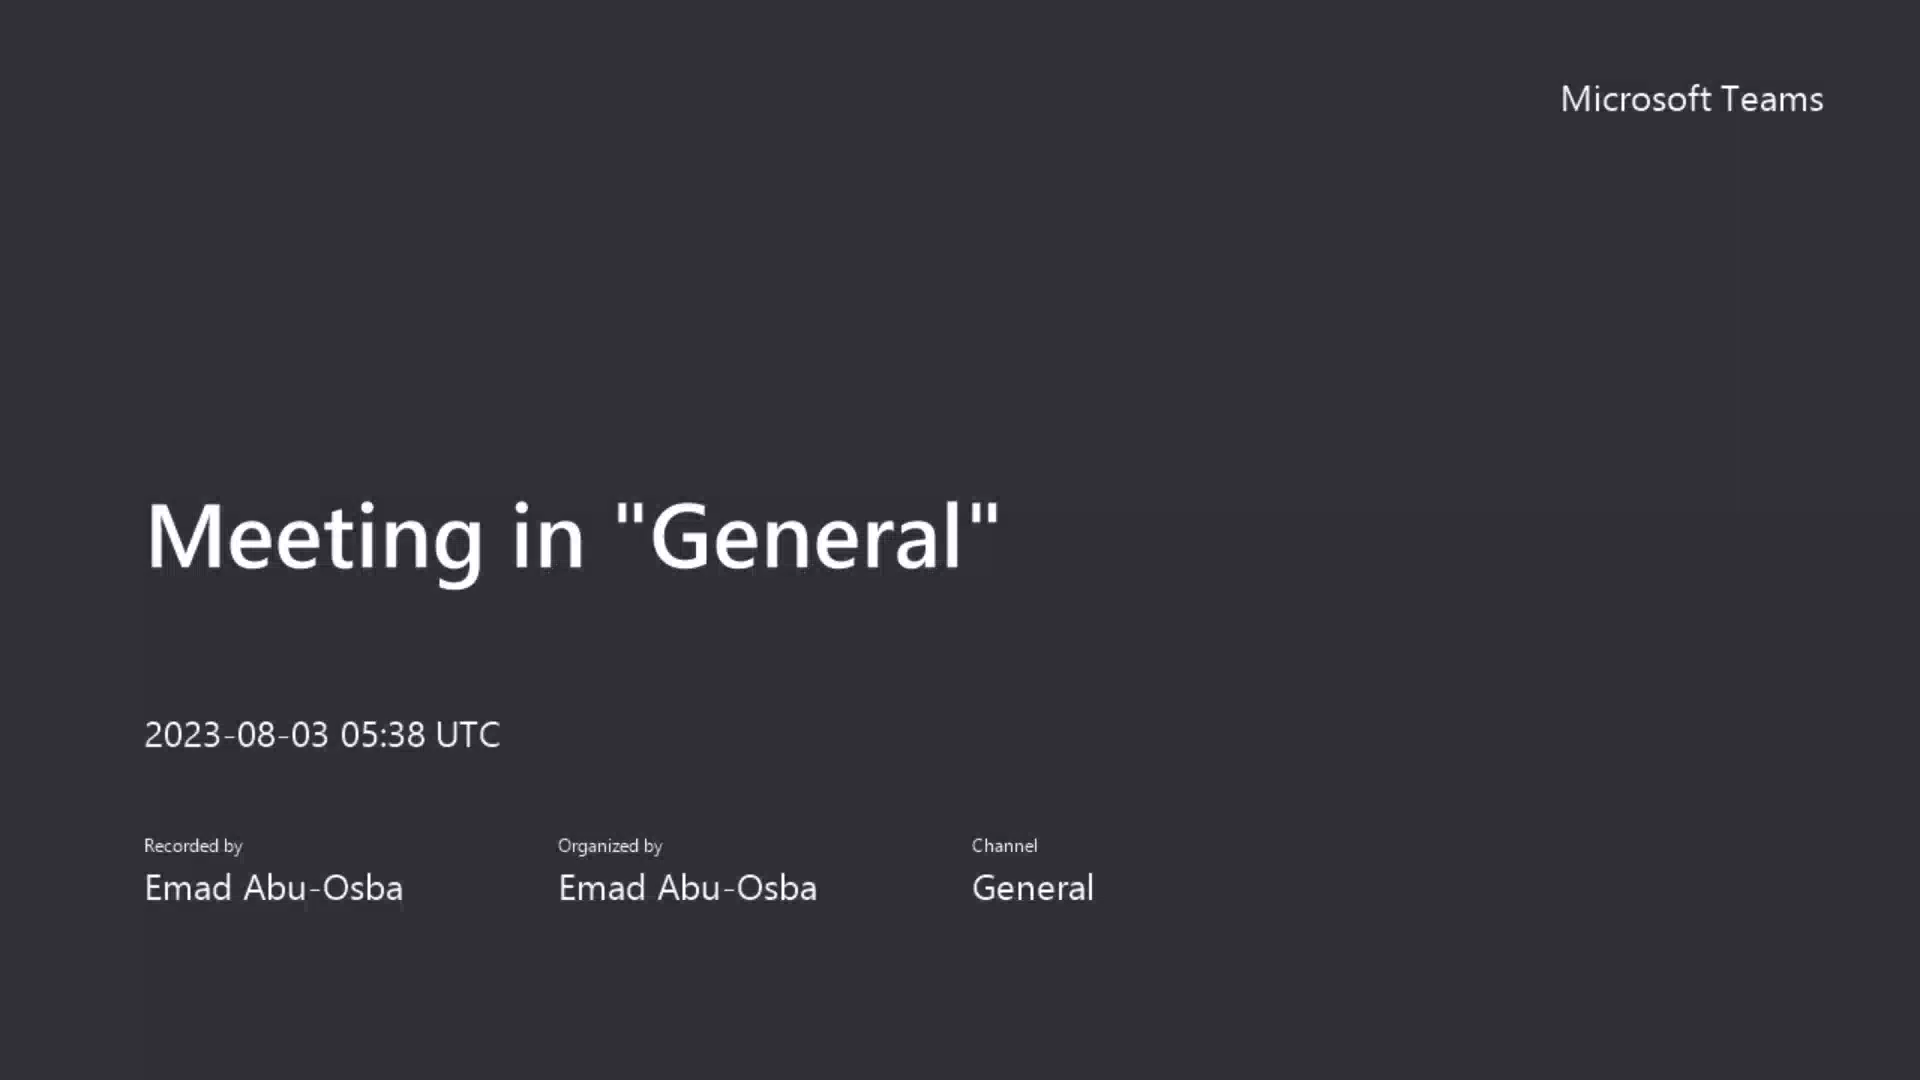 Microsoft Teams
Meeting in "General"
2023-08-03 05:38 UTC
Recorded by
Emad Abu-Osba
Organized by
Emad Abu-Osba
Channel
General